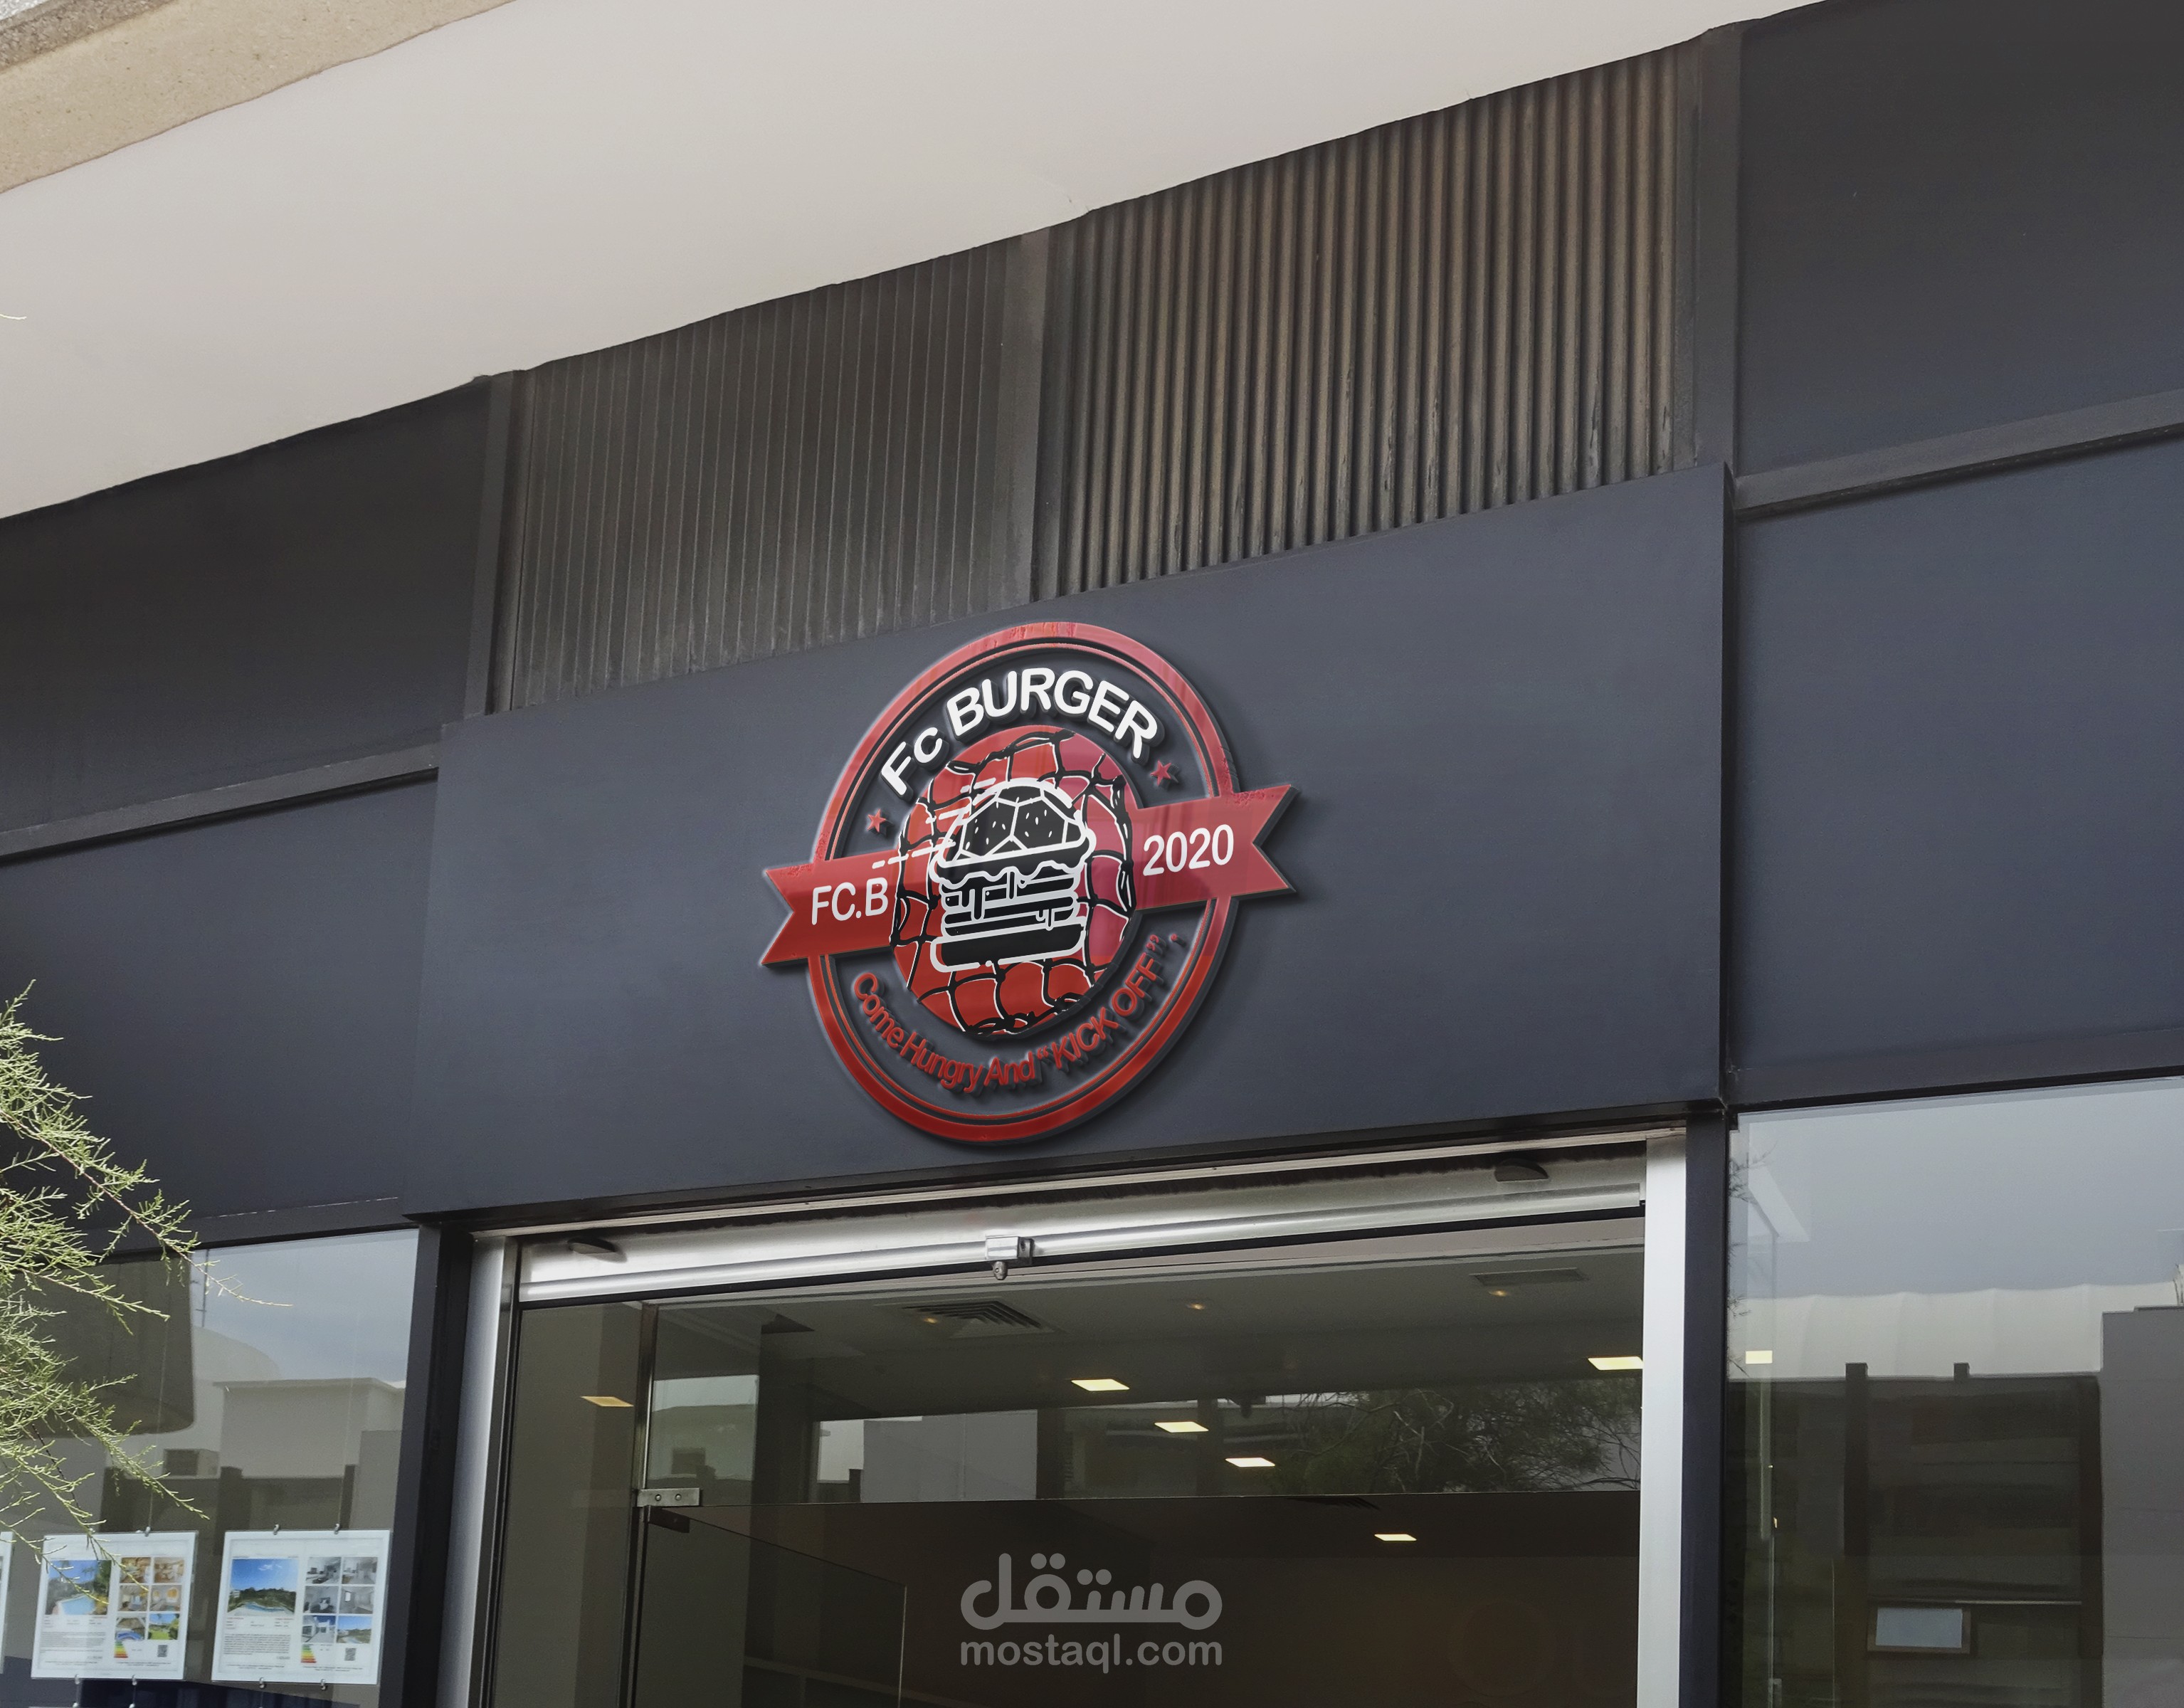 Fc BURGER
FC.B
2020
Come Hungry And "KICK OFF",
مستقل
mostaql.com